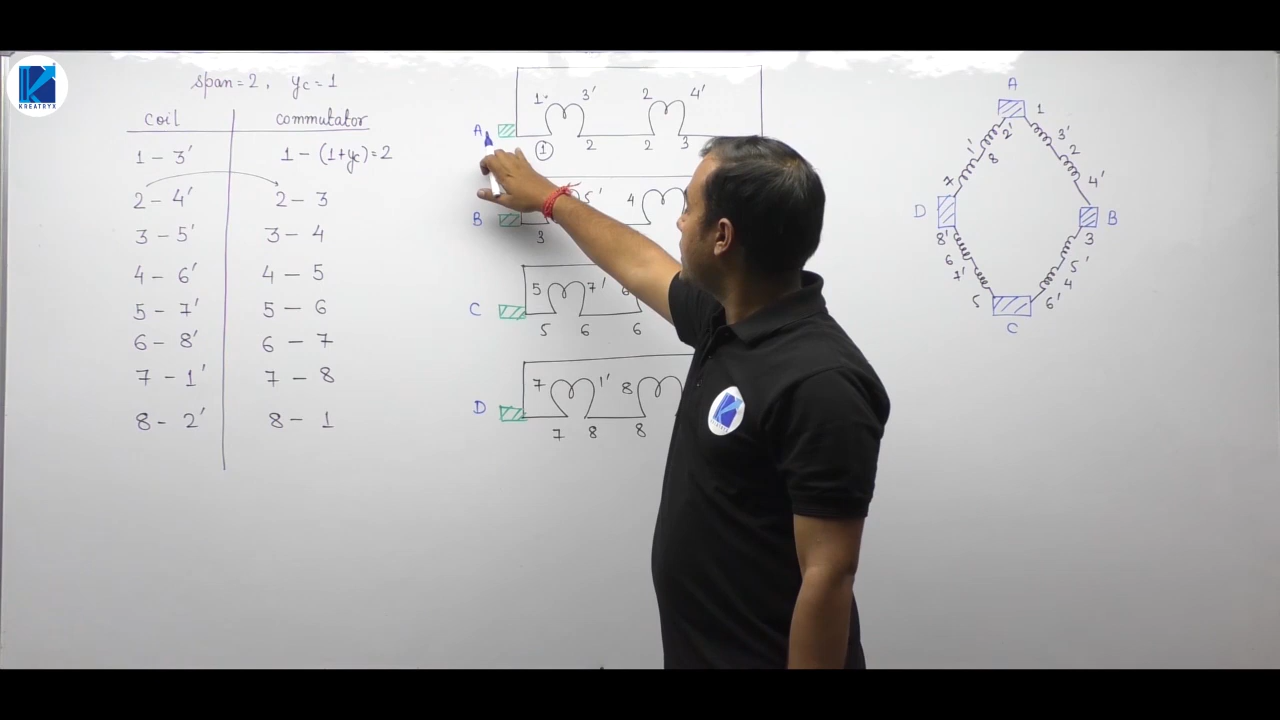 K
KREATRYX
span = 2 , yc = 1
coil commutator
1 - 3' 1 - (1+yc) = 2
2 - 4' 2 - 3
3 - 5' 3 - 4
4 - 6' 4 - 5
5 - 7' 5 - 6
6 - 8' 6 - 7
7 - 1' 7 - 8
8 - 2' 8 - 1
1 3' 2 4'
A
1 2 2 3
5' 4
B
3
5 7' 6
C
5 6 6
7 1' 8
D
7 8 8
A
1
2' 3'
8 2
1' 4'
7
D B
8' 3
6 5'
7' 4
5 6'
C